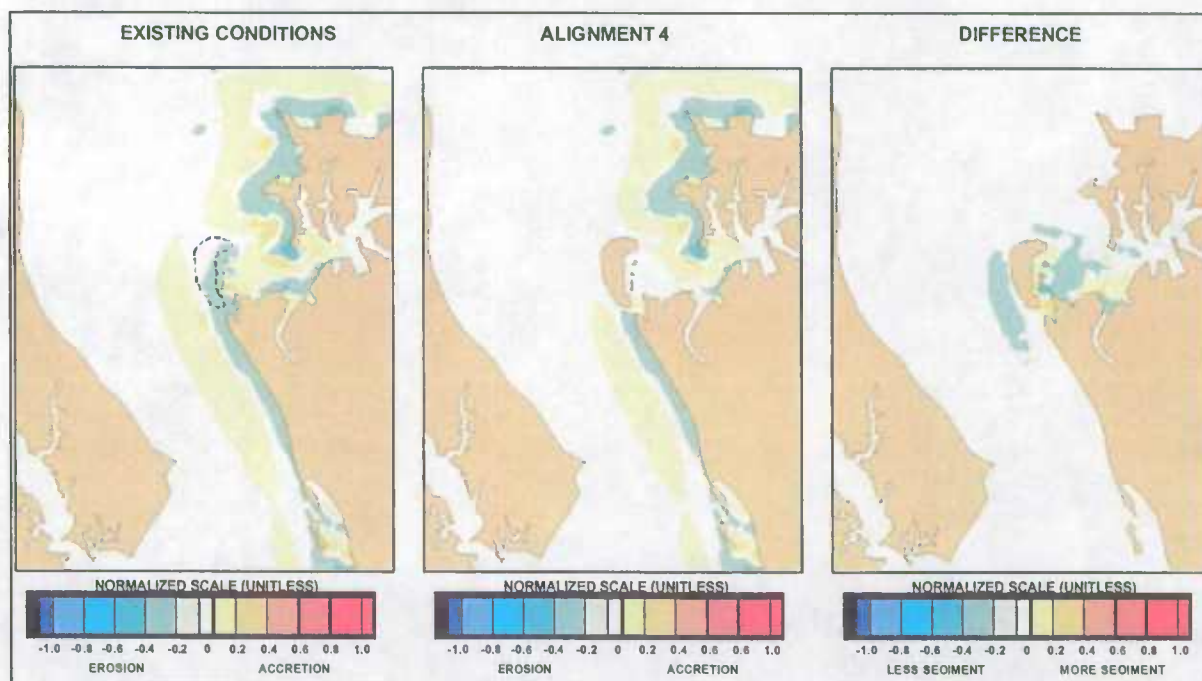 EXISTING CONDITIONS
ALIGNMENT 4
DIFFERENCE
NORMALIZED SCALE (UNITLESS)
-1.0 -0.8 -0.6 -0.4 -0.2 0 0.2 0.4 0.6 0.8 1.0
EROSION ACCRETION
NORMALIZED SCALE (UNITLESS)
-1.0 -0.8 -0.6 -0.4 -0.2 0 0.2 0.4 0.6 0.8 1.0
EROSION ACCRETION
NORMALIZED SCALE (UNITLESS)
-1.0 -0.8 -0.6 -0.4 -0.2 0 0.2 0.4 0.6 0.8 1.0
LESS SEDIMENT MORE SEDIMENT